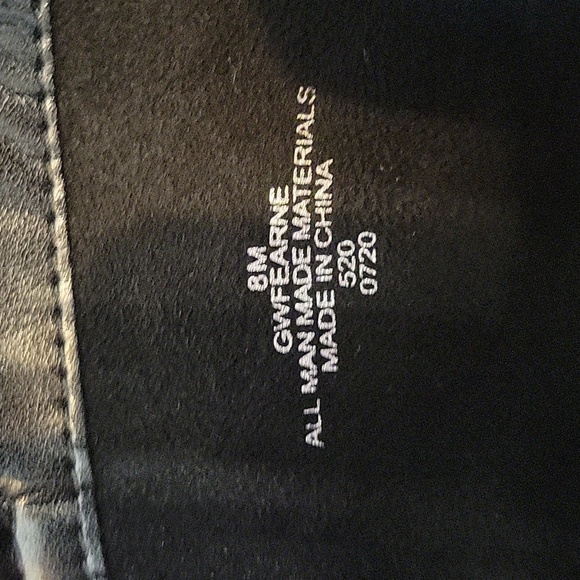 8M
GWFEARNE
ALL MAN MADE MATERIALS
MADE IN CHINA
520
0720